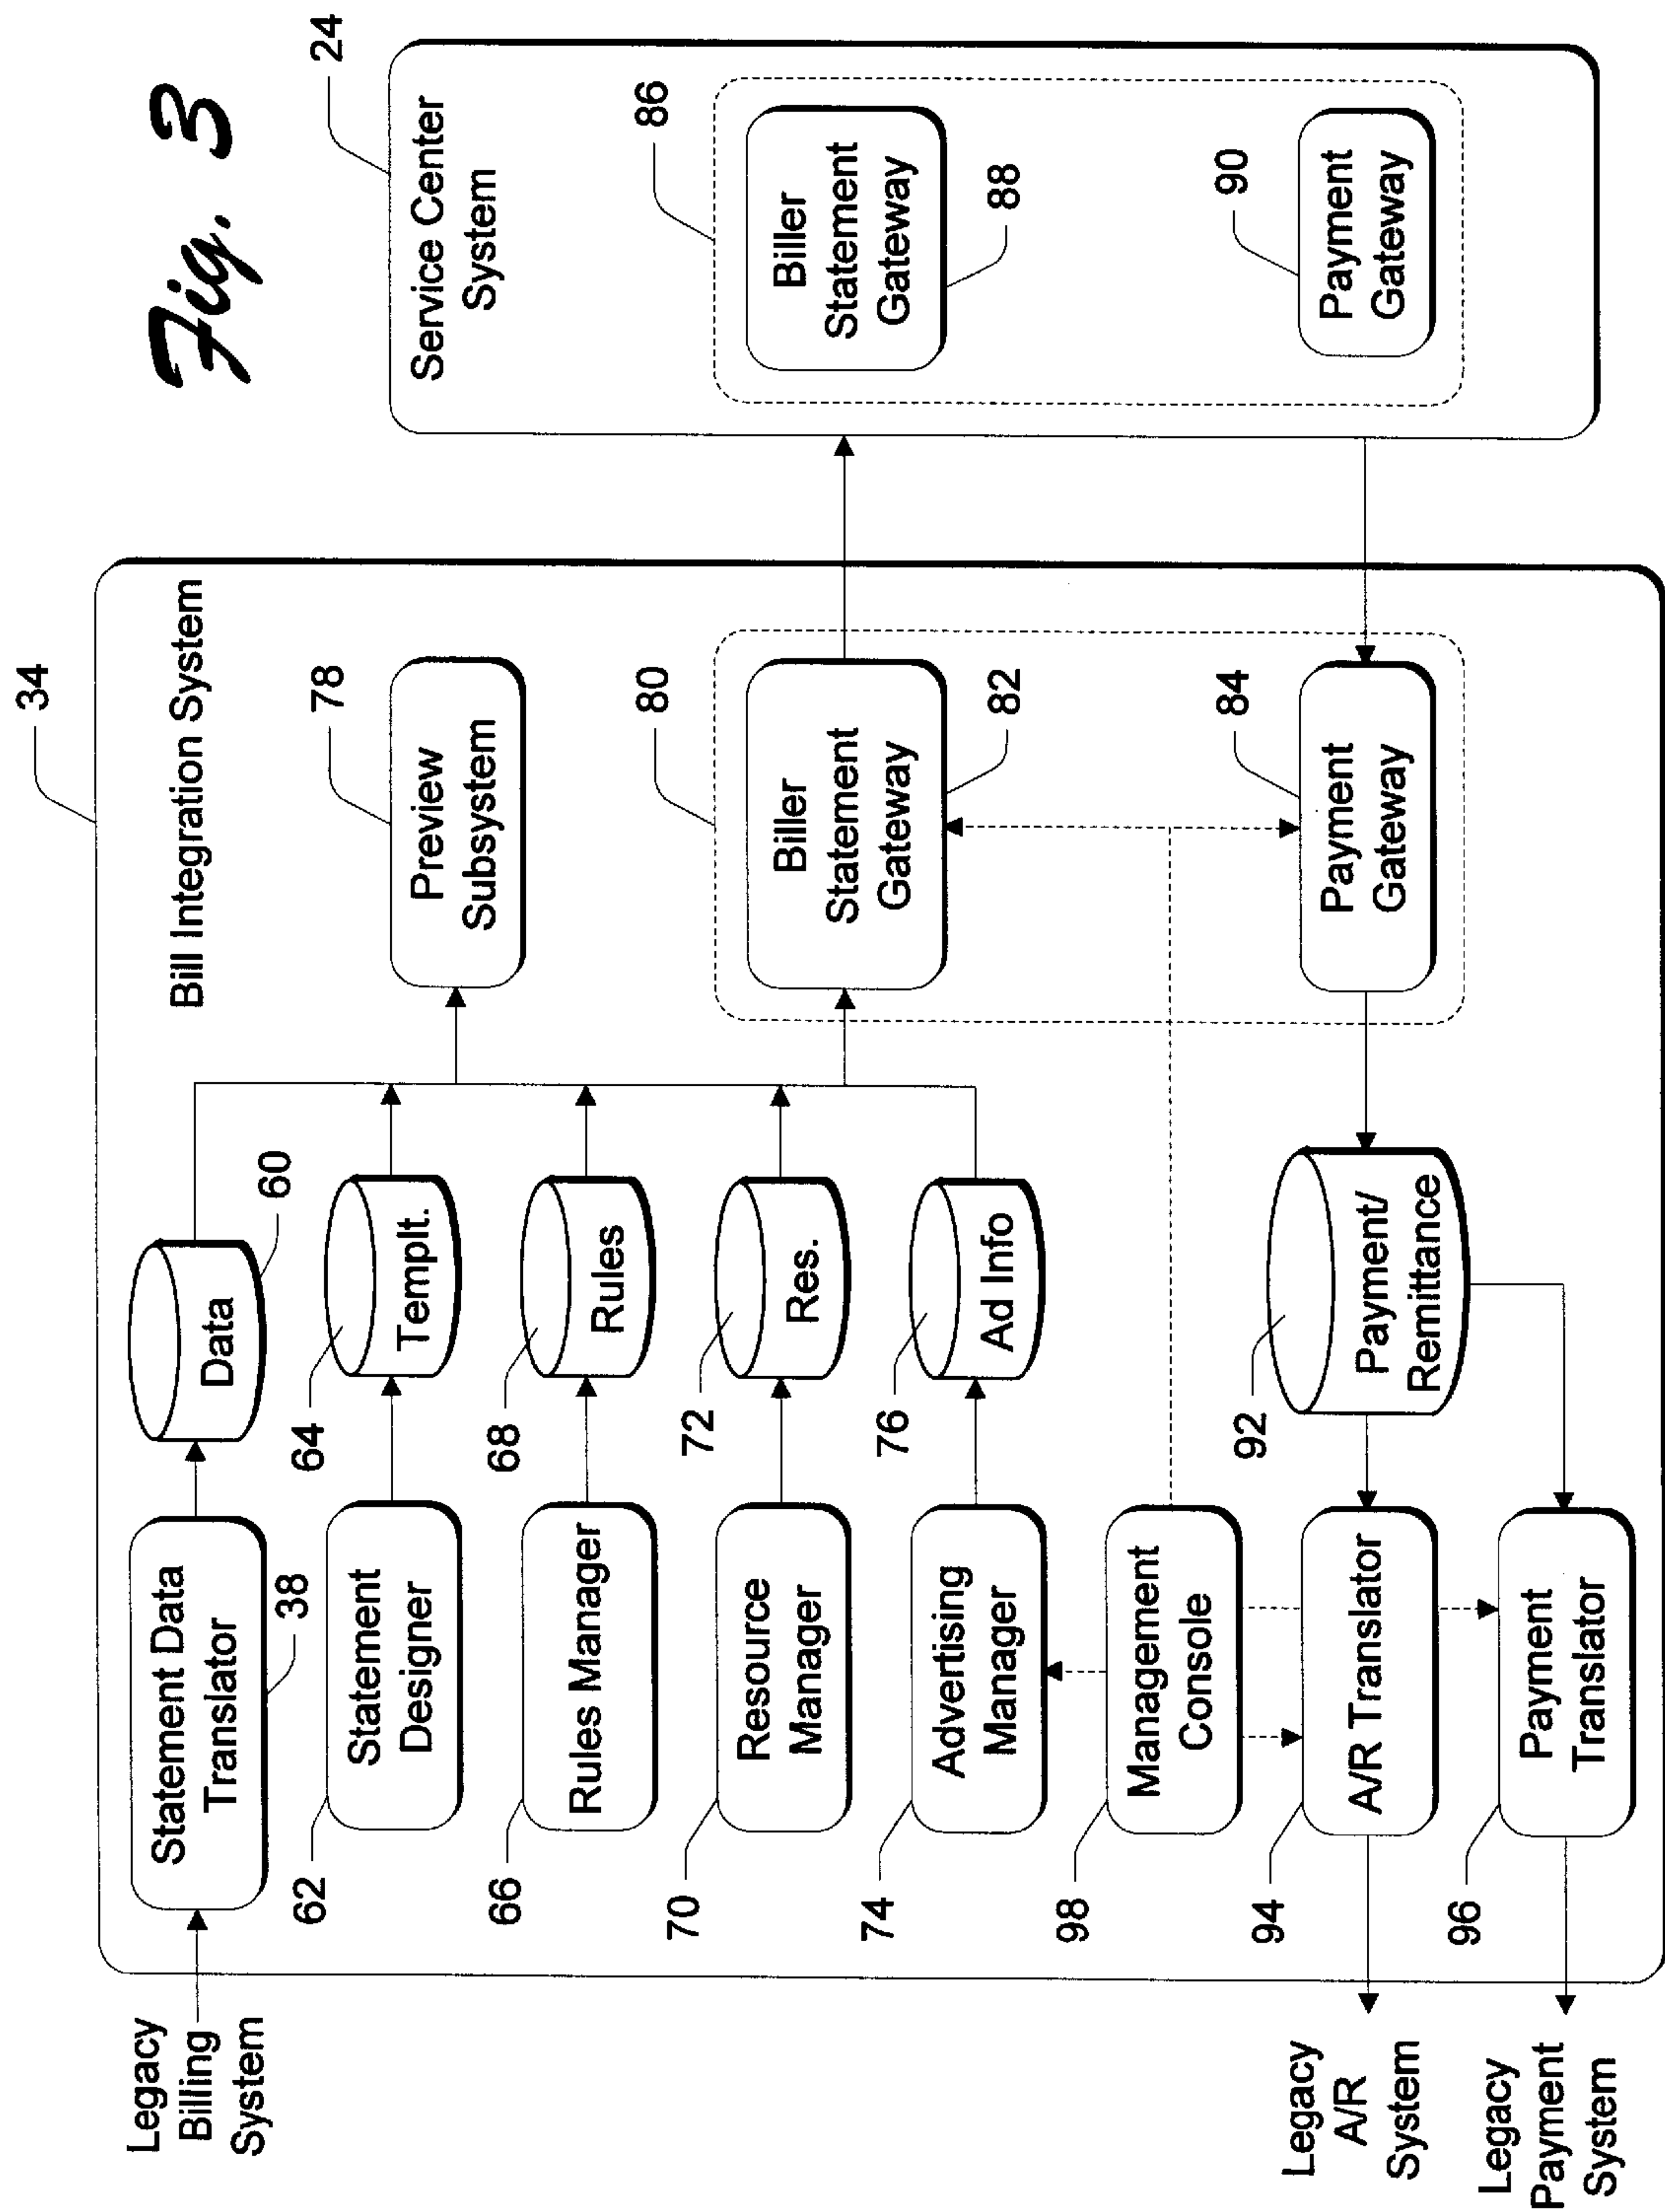 Fig. 3
34
24
Bill Integration System
Service Center
System
Legacy
Billing
System
Statement Data
Translator
38
Data
60
62
Statement
Designer
64
Templt.
78
Preview
Subsystem
66
Rules Manager
68
Rules
70
Resource
Manager
72
Res.
80
Biller
Statement
Gateway
82
86
Biller
Statement
Gateway
88
74
Advertising
Manager
76
Ad Info
98
Management
Console
94
A/R Translator
92
Payment/
Remittance
84
Payment
Gateway
90
Payment
Gateway
96
Payment
Translator
Legacy
A/R
System
Legacy
Payment
System